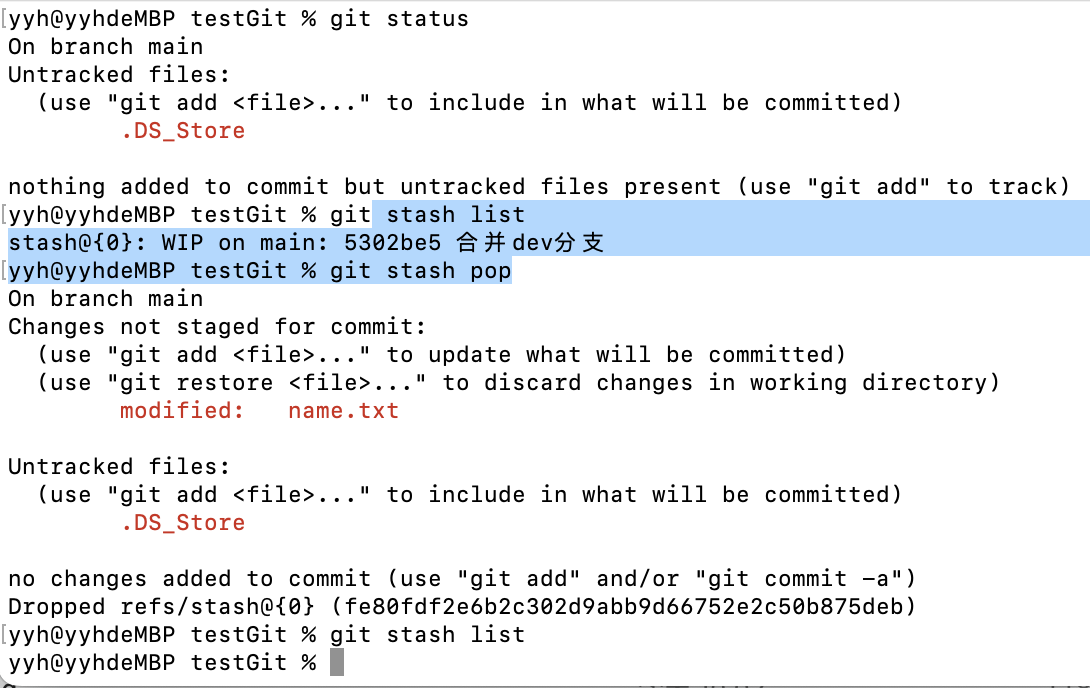 [yyh@yyhdeMBP testGit % git status
On branch main
Untracked files:
  (use "git add <file>..." to include in what will be committed)
        .DS_Store
nothing added to commit but untracked files present (use "git add" to track)
[yyh@yyhdeMBP testGit % git stash list
stash@{0}: WIP on main: 5302be5 合并dev分支
[yyh@yyhdeMBP testGit % git stash pop
On branch main
Changes not staged for commit:
  (use "git add <file>..." to update what will be committed)
  (use "git restore <file>..." to discard changes in working directory)
        modified:   name.txt
Untracked files:
  (use "git add <file>..." to include in what will be committed)
        .DS_Store
no changes added to commit (use "git add" and/or "git commit -a")
Dropped refs/stash@{0} (fe80fdf2e6b2c302d9abb9d66752e2c50b875deb)
[yyh@yyhdeMBP testGit % git stash list
yyh@yyhdeMBP testGit %